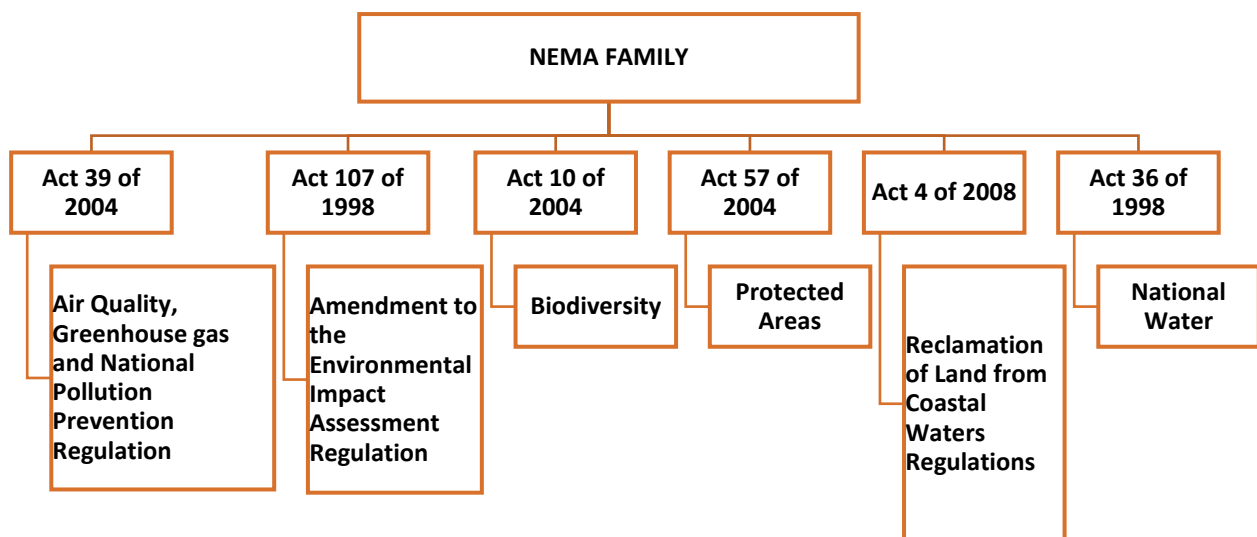 NEMA FAMILY
Act 39 of
2004
Act 107 of
1998
Act 10 of
2004
Act 57 of
2004
Act 4 of 2008
Act 36 of
1998
Air Quality,
Greenhouse gas
and National
Pollution
Prevention
Regulation
Amendment to
the
Environmental
Impact
Assessment
Regulation
Biodiversity
Protected
Areas
Reclamation
of Land from
Coastal
Waters
Regulations
National
Water